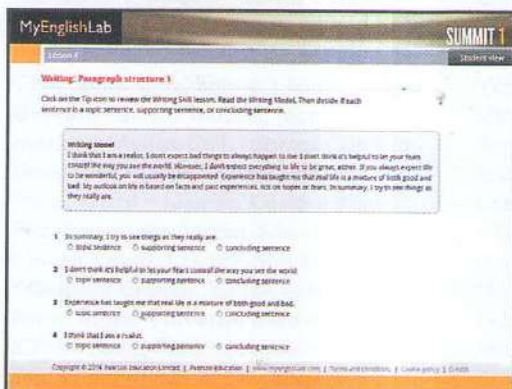 MyEnglishLab
SUMMIT 1
Lesson 4
Student view
Writing: Paragraph structure 1
Click on the Tip icon to review the Writing Skill lesson. Read the Writing Model. Then decide if each
sentence is a topic sentence, supporting sentence, or concluding sentence.
Writing Model
I think that I am a realist. I don't expect bad things to always happen to me. I don't think it's helpful to let your fears
control the way you see the world. However, I don't expect everything in life to be great, either. If you always expect life
to be wonderful, you will usually be disappointed. Experience has taught me that real life is a mixture of both good and
bad. My outlook on life is based on facts and past experiences, not on hopes or fears. In summary, I try to see things as
they really are.
1 In summary, I try to see things as they really are.
topic sentence supporting sentence concluding sentence
2 I don't think it's helpful to let your fears control the way you see the world.
topic sentence supporting sentence concluding sentence
3 Experience has taught me that real life is a mixture of both good and bad.
topic sentence supporting sentence concluding sentence
4 I think that I am a realist.
topic sentence supporting sentence concluding sentence
Copyright © 2016 Pearson Education Limited | Pearson Education | www.myenglishlab.com | Terms and conditions | Cookie policy | Credits